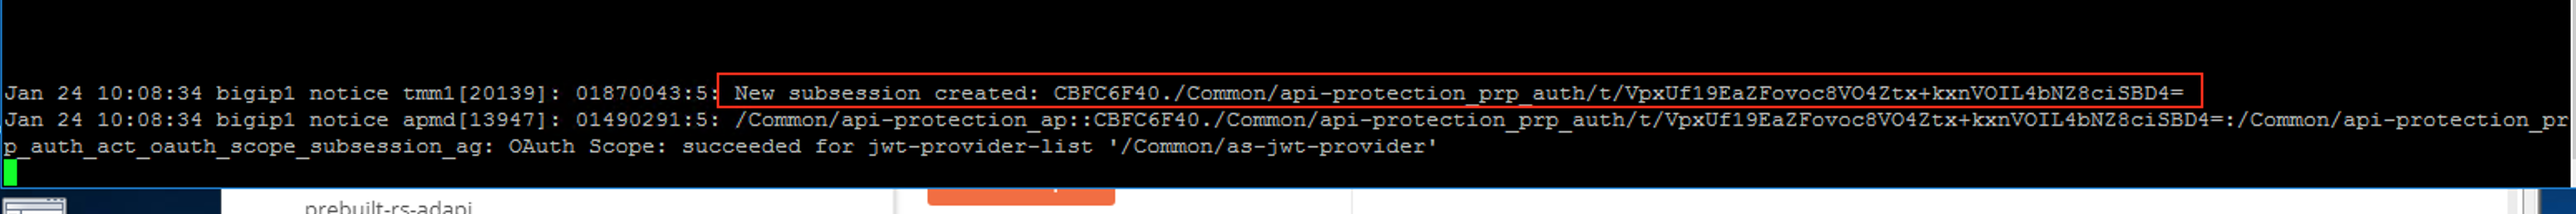 Jan 24 10:08:34 bigip1 notice tmm1[20139]: 01870043:5: New subsession created: CBFC6F40./Common/api-protection_prp_auth/t/VpxUf19EaZFovoc8VO4Ztx+kxnVOIL4bNZ8ciSBD4=
Jan 24 10:08:34 bigip1 notice apmd[13947]: 01490291:5: /Common/api-protection_ap::CBFC6F40./Common/api-protection_prp_auth/t/VpxUf19EaZFovoc8VO4Ztx+kxnVOIL4bNZ8ciSBD4=:/Common/api-protection_pr
p_auth_act_oauth_scope_subsession_ag: OAuth Scope: succeeded for jwt-provider-list '/Common/as-jwt-provider'
prebuilt-rs-adapi